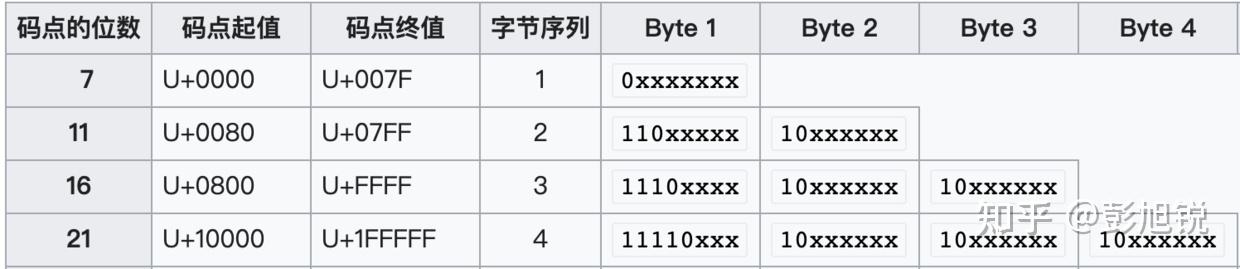 码点的位数 码点起值 码点终值 字节序列 Byte 1 Byte 2 Byte 3 Byte 4
7 U+0000 U+007F 1 0xxxxxxx
11 U+0080 U+07FF 2 110xxxxx 10xxxxxx
16 U+0800 U+FFFF 3 1110xxxx 10xxxxxx 10xxxxxx
21 U+10000 U+1FFFFF 4 11110xxx 10xxxxxx 10xxxxxx 10xxxxxx
知乎 @彭旭锐